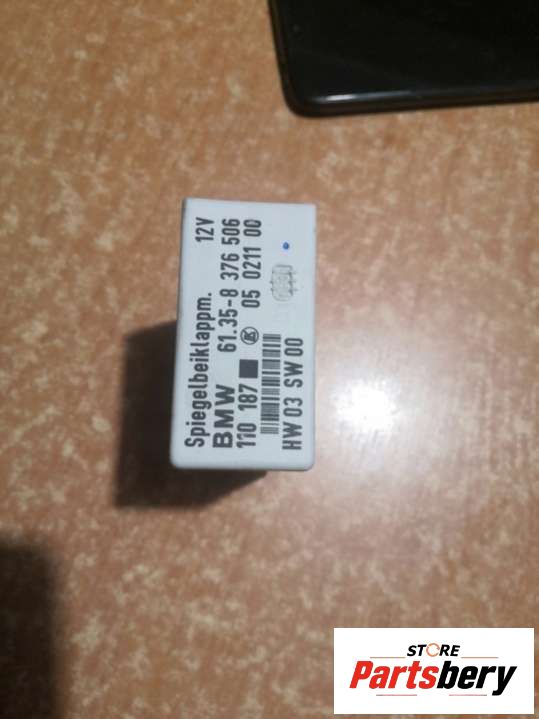 Spiegelbeiklappm. 12V
BMW 61.35-8 376 506
110 187 05 0211 00
HW 03 SW 00
STORE
Partsbery